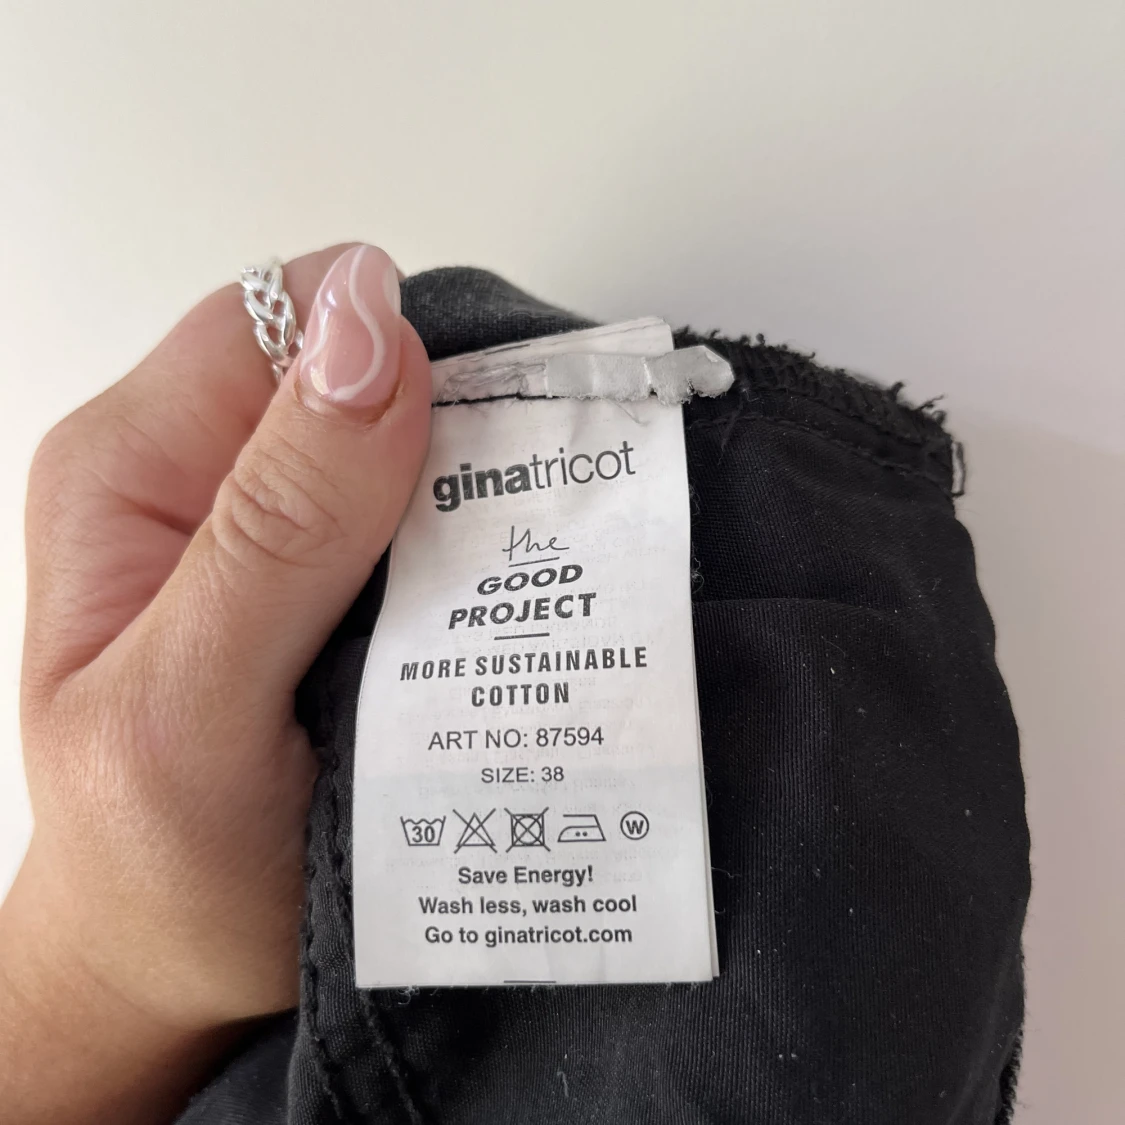 ginatricot
the
GOOD
PROJECT
MORE SUSTAINABLE
COTTON
ART NO: 87594
SIZE: 38
30 W
Save Energy!
Wash less, wash cool
Go to ginatricot.com